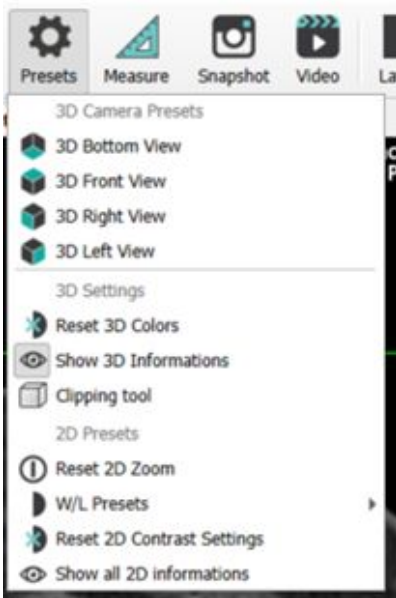 Presets Measure Snapshot Video La
3D Camera Presets
3D Bottom View
3D Front View
3D Right View
3D Left View
3D Settings
Reset 3D Colors
Show 3D Informations
Clipping tool
2D Presets
Reset 2D Zoom
W/L Presets
Reset 2D Contrast Settings
Show all 2D informations